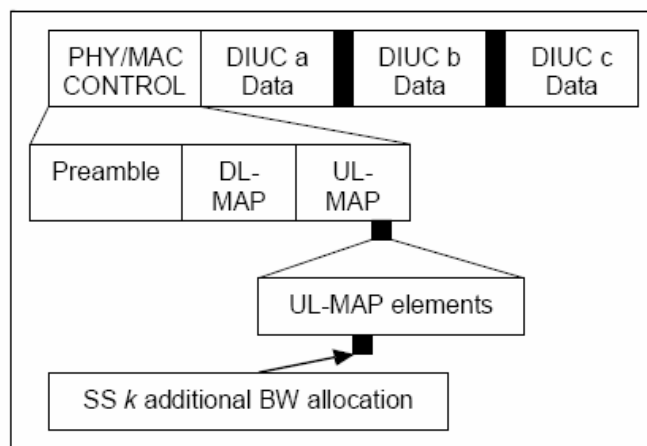 PHY/MAC CONTROL
DIUC a Data
DIUC b Data
DIUC c Data
Preamble
DL-MAP
UL-MAP
UL-MAP elements
SS k additional BW allocation